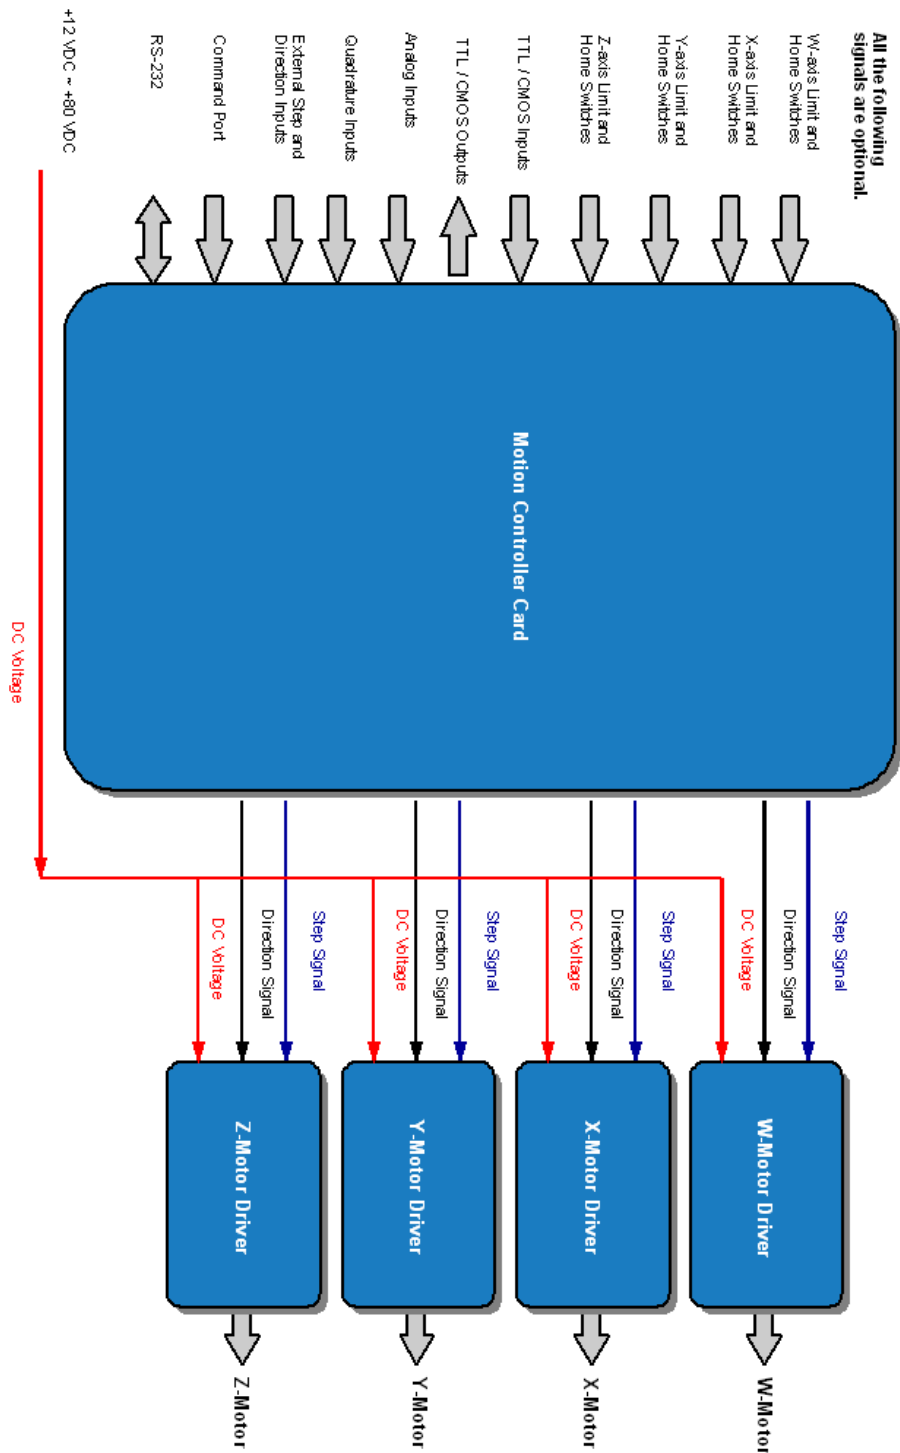 All the following
signals are optional.
W-axis Limit and
Home Switches
X-axis Limit and
Home Switches
Y-axis Limit and
Home Switches
Z-axis Limit and
Home Switches
TTL / CMOS Inputs
TTL / CMOS Outputs
Analog Inputs
Quadrature Inputs
External Step and
Direction Inputs
Command Port
RS-232
+12 VDC ~ +80 VDC
Motion Controller Card
DC Voltage
Step Signal
Direction Signal
DC Voltage
Step Signal
Direction Signal
DC Voltage
Step Signal
Direction Signal
DC Voltage
Step Signal
Direction Signal
DC Voltage
W-Motor Driver
X-Motor Driver
Y-Motor Driver
Z-Motor Driver
W-Motor
X-Motor
Y-Motor
Z-Motor